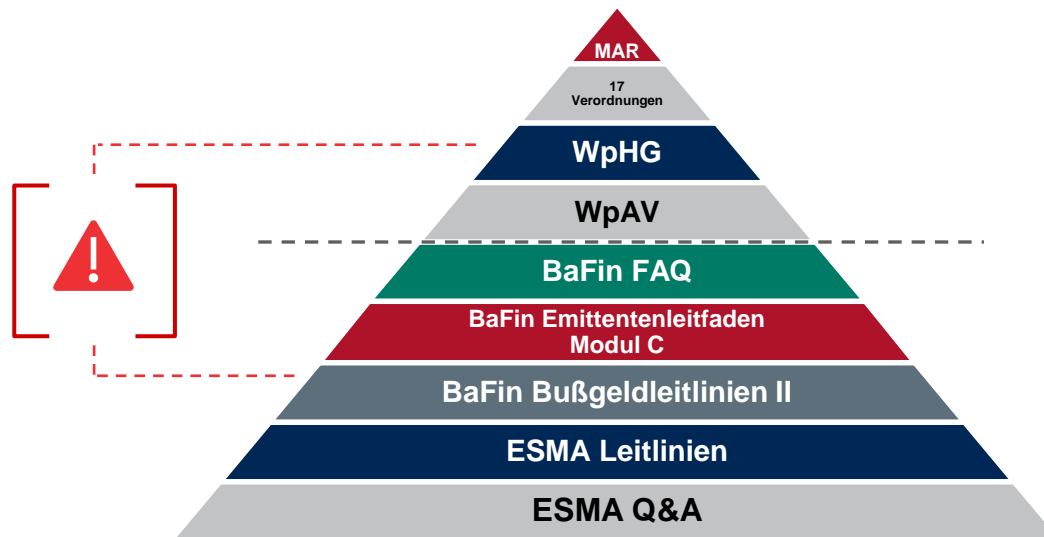 MAR
17
Verordnungen
WpHG
WpAV
BaFin FAQ
BaFin Emittentenleitfaden
Modul C
BaFin Bußgeldleitlinien II
ESMA Leitlinien
ESMA Q&A